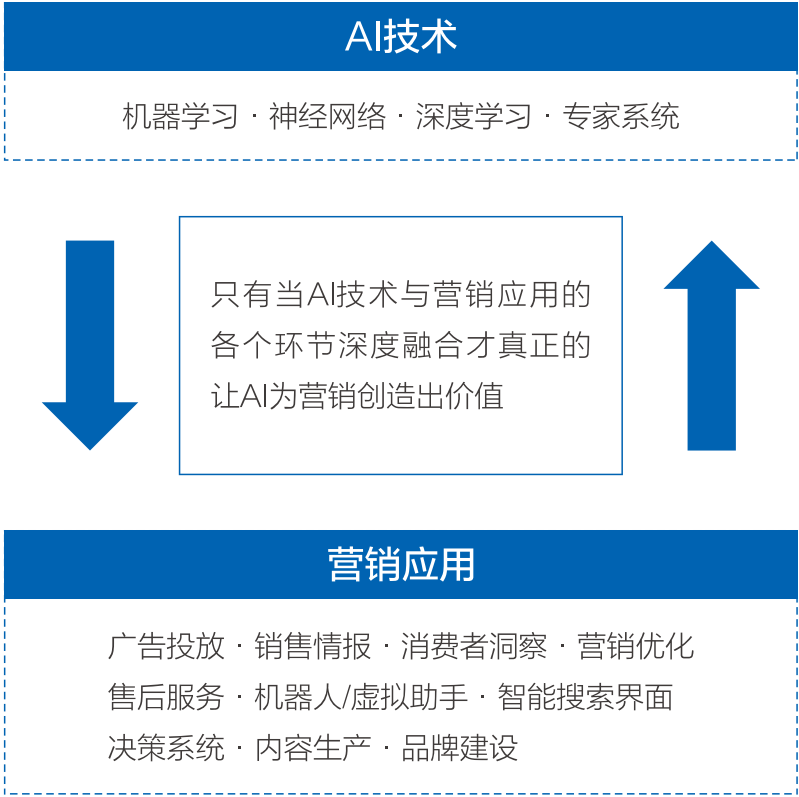 AI技术
机器学习 · 神经网络 · 深度学习 · 专家系统
只有当AI技术与营销应用的
各个环节深度融合才真正的
让AI为营销创造出价值
营销应用
广告投放 · 销售情报 · 消费者洞察 · 营销优化
售后服务 · 机器人/虚拟助手 · 智能搜索界面
决策系统 · 内容生产 · 品牌建设